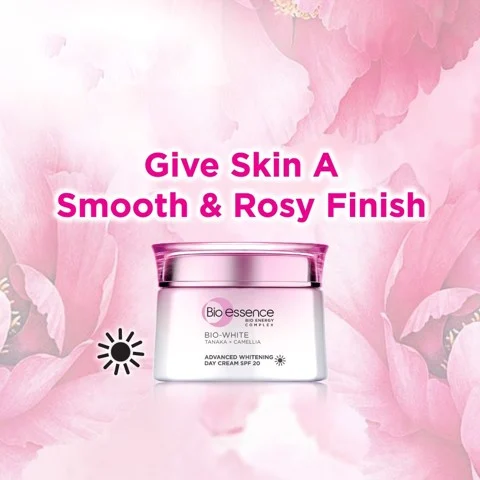 Give Skin A
Smooth & Rosy Finish
Bio essence
BIO ENERGY
COMPLEX
BIO-WHITE
TANAKA + CAMELLIA
ADVANCED WHITENING
DAY CREAM SPF 20